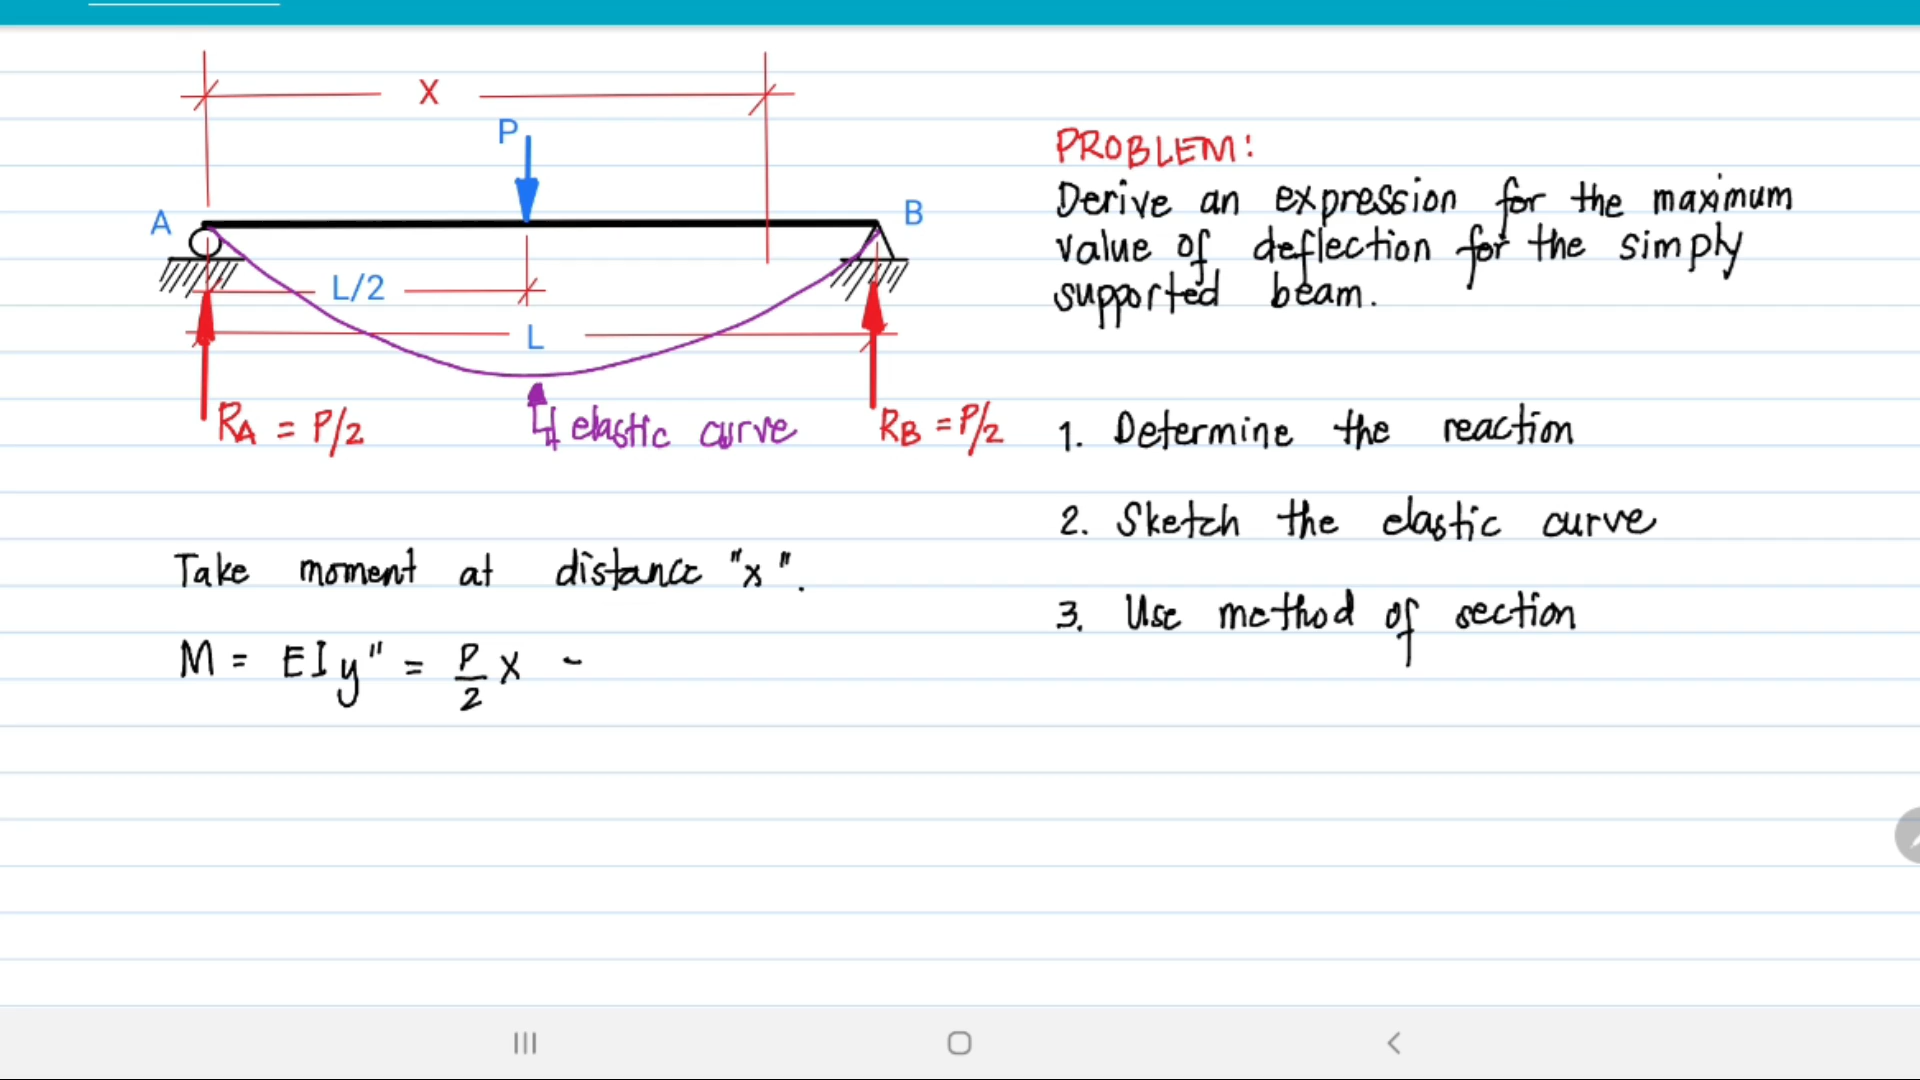 X
P
A
B
L/2
L
RA = P/2
elastic curve
RB = P/2
Take moment at distance "x".
M = EIy" = P/2 X -
PROBLEM:
Derive an expression for the maximum
value of deflection for the simply
supported beam.
1. Determine the reaction
2. Sketch the elastic curve
3. Use method of section